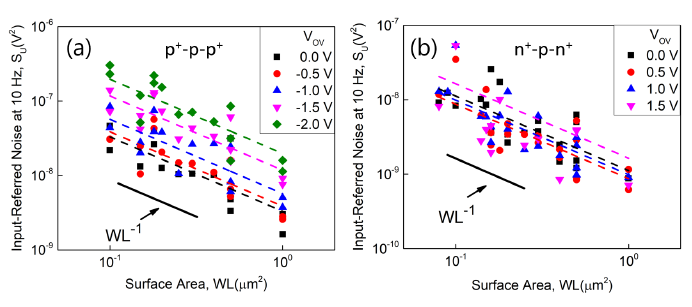 (a)
p⁺-p-p⁺
V_OV
0.0 V
-0.5 V
-1.0 V
-1.5 V
-2.0 V
10⁻⁶
10⁻⁷
10⁻⁸
10⁻⁹
Input-Referred Noise at 10 Hz, S_U(V²)
WL⁻¹
10⁻¹
10⁰
Surface Area, WL(μm²)
(b)
n⁺-p-n⁺
V_OV
0.0 V
0.5 V
1.0 V
1.5 V
10⁻⁷
10⁻⁸
10⁻⁹
10⁻¹⁰
Input-Referred Noise at 10 Hz, S_U(V²)
WL⁻¹
10⁻¹
10⁰
Surface Area, WL(μm²)